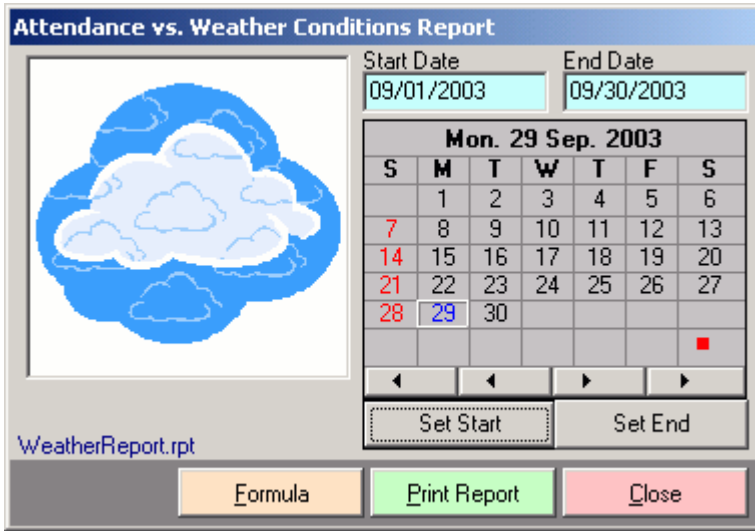 Attendance vs. Weather Conditions Report
Start Date End Date
09/01/2003 09/30/2003
Mon. 29 Sep. 2003
S M T W T F S
1 2 3 4 5 6
7 8 9 10 11 12 13
14 15 16 17 18 19 20
21 22 23 24 25 26 27
28 29 30
Set Start Set End
WeatherReport.rpt
Formula Print Report Close